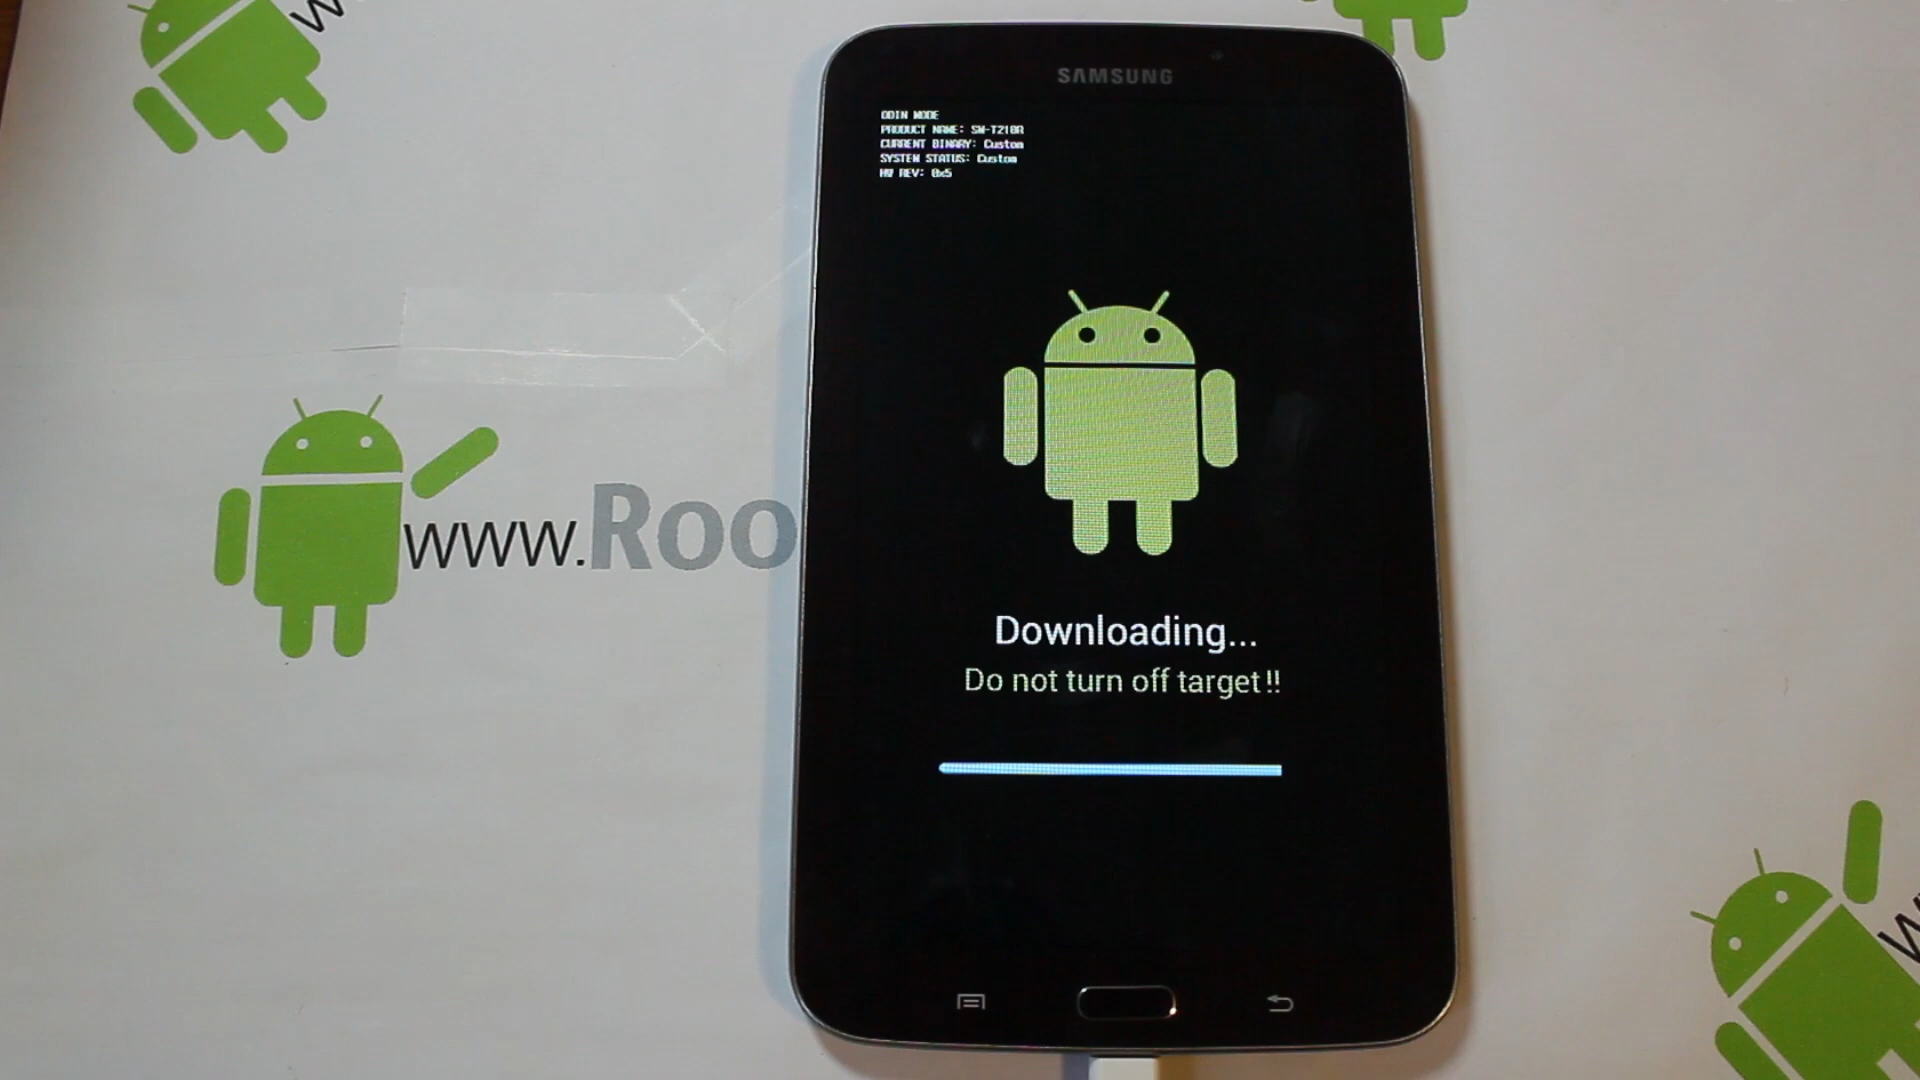 SAMSUNG
ODIN MODE
PRODUCT NAME: SM-T210R
CURRENT BINARY: Custom
SYSTEM STATUS: Custom
HW REV: 0x5
www.Roo
Downloading...
Do not turn off target!!